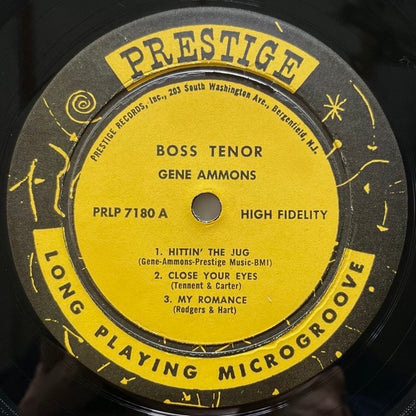 PRESTIGE
PRESTIGE RECORDS, Inc., 203 South Washington Ave., Bergenfield, N.J.
BOSS TENOR
GENE AMMONS
PRLP 7180 A HIGH FIDELITY
1. HITTIN' THE JUG
(Gene-Ammons-Prestige Music-BMI)
2. CLOSE YOUR EYES
(Tennent & Carter)
3. MY ROMANCE
(Rodgers & Hart)
LONG PLAYING MICROGROOVE